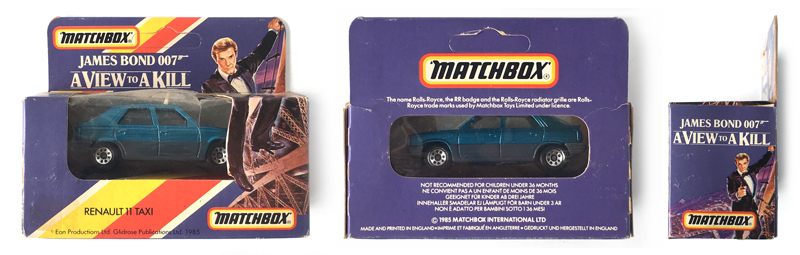 MATCHBOX®
JAMES BOND 007
A VIEW TO A KILL
RENAULT 11 TAXI
MATCHBOX®
© Eon Productions Ltd. Glidrose Publications Ltd. 1985
MATCHBOX®
The name Rolls-Royce, the RR badge and the Rolls-Royce radiator grille are Rolls-
Royce trade marks used by Matchbox Toys Limited under licence.
NOT RECOMMENDED FOR CHILDREN UNDER 36 MONTHS
NE CONVIENT PAS A UN ENFANT DE MOINS DE 36 MOIS
GEEIGNET FÜR KINDER AB DREI JAHRE
INNEHALLER SMADELAR EJ LÄMPLIGT FÖR BARN UNDER 3 AR
NON È ADATTO PER BAMBINI SOTTO I 36 MESI
© 1985 MATCHBOX INTERNATIONAL LTD
MADE AND PRINTED IN ENGLAND•IMPRIME ET FABRIQUÉ EN ANGLETERRE•GEDRUCKT UND HERGESTELLT IN ENGLAND
JAMES BOND 007
A VIEW TO A KILL
MATCHBOX®